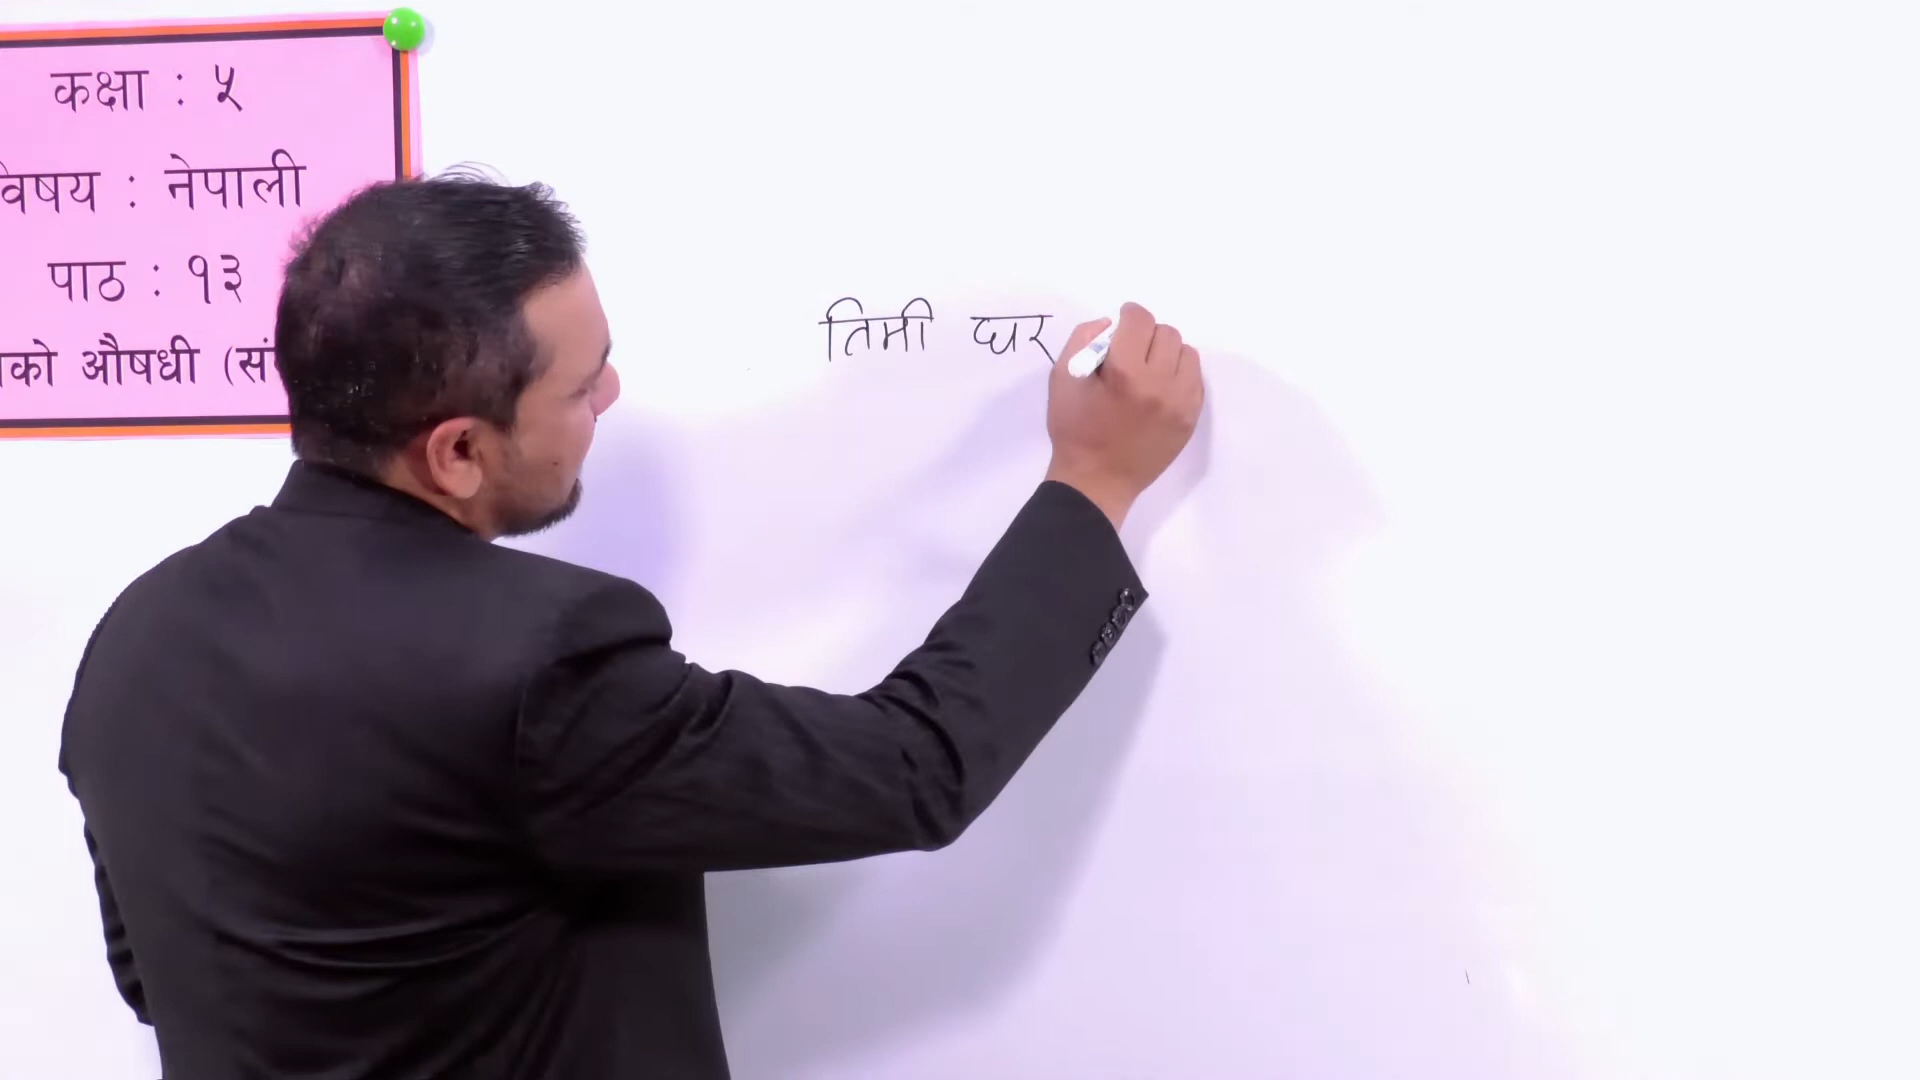 कक्षा : ५
विषय : नेपाली
पाठ : १३
औषधी
तिमी घर